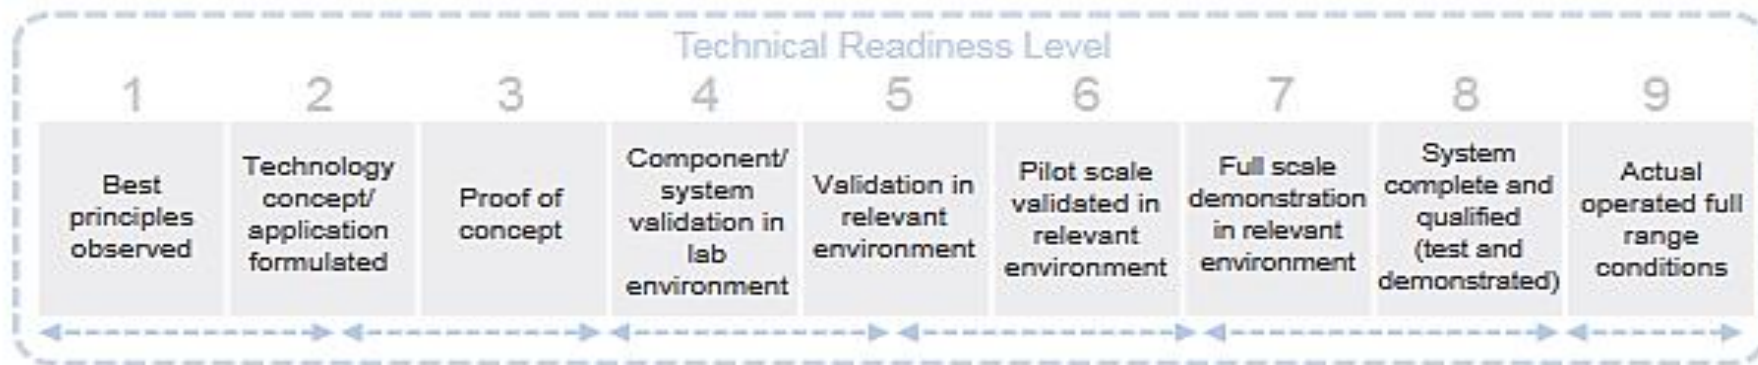 Technical Readiness Level
1
2
3
4
5
6
7
8
9
Best
principles
observed
Technology
concept/
application
formulated
Proof of
concept
Component/
system
validation in
lab
environment
Validation in
relevant
environment
Pilot scale
validated in
relevant
environment
Full scale
demonstration
in relevant
environment
System
complete and
qualified
(test and
demonstrated)
Actual
operated full
range
conditions